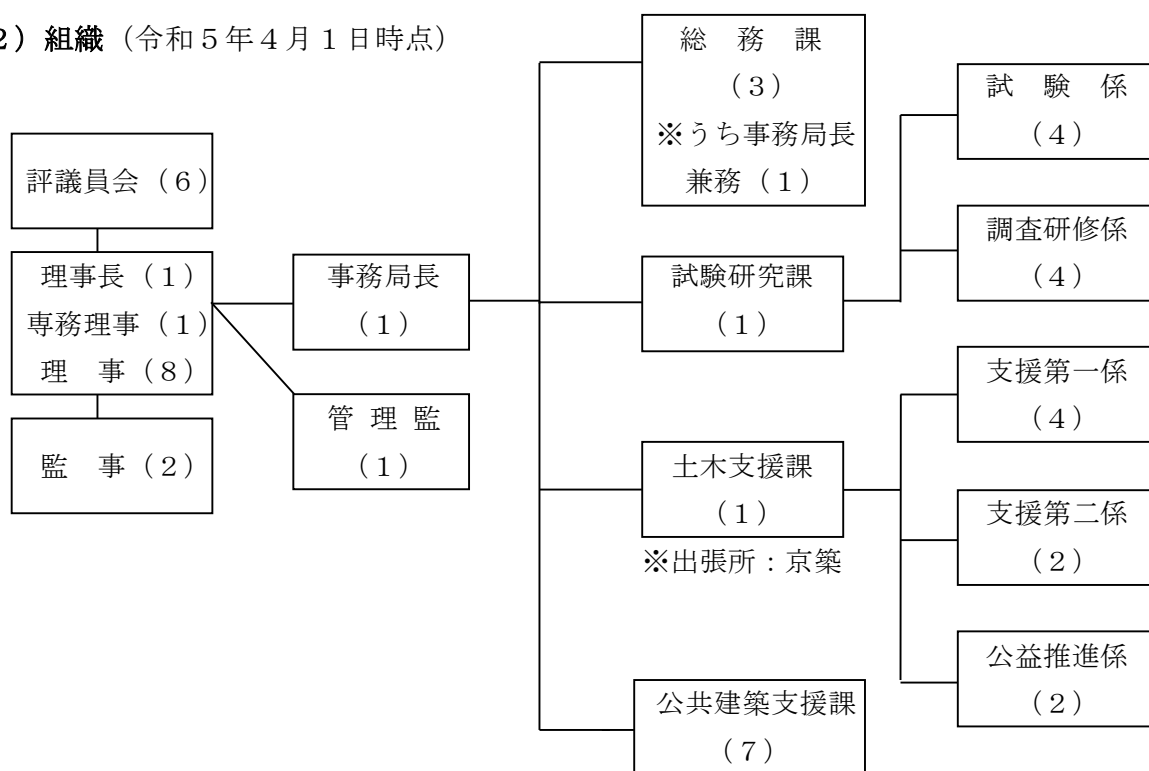 2）組織（令和５年４月１日時点）
評議員会（６）
理事長（１）
専務理事（１）
理　事（８）
監　事（２）
事務局長
（１）
管 理 監
（１）
総　務　課
（３）
※うち事務局長
兼務（１）
試験研究課
（１）
土木支援課
（１）
※出張所：京築
公共建築支援課
（７）
試　験　係
（４）
調査研修係
（４）
支援第一係
（４）
支援第二係
（２）
公益推進係
（２）